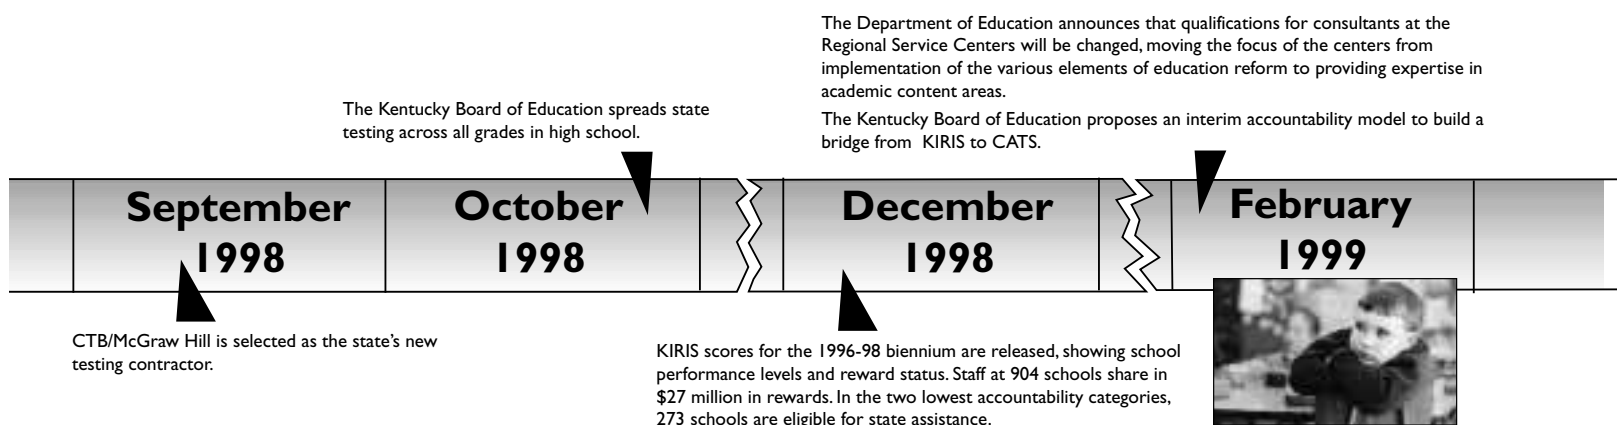 The Department of Education announces that qualifications for consultants at the
Regional Service Centers will be changed, moving the focus of the centers from
implementation of the various elements of education reform to providing expertise in
academic content areas.
The Kentucky Board of Education proposes an interim accountability model to build a
bridge from KIRIS to CATS.
The Kentucky Board of Education spreads state
testing across all grades in high school.
September
1998
October
1998
December
1998
February
1999
CTB/McGraw Hill is selected as the state's new
testing contractor.
KIRIS scores for the 1996-98 biennium are released, showing school
performance levels and reward status. Staff at 904 schools share in
$27 million in rewards. In the two lowest accountability categories,
273 schools are eligible for state assistance.